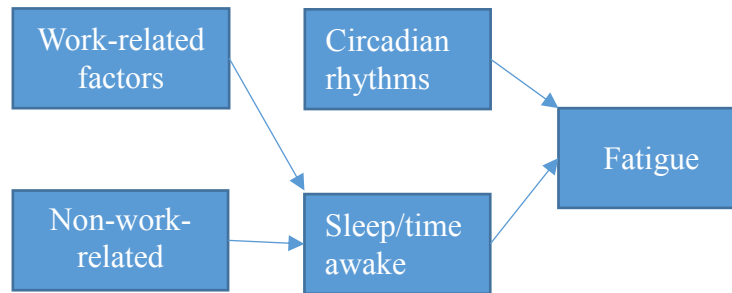 Work-related
factors
Circadian
rhythms
Fatigue
Non-work-
related
Sleep/time
awake